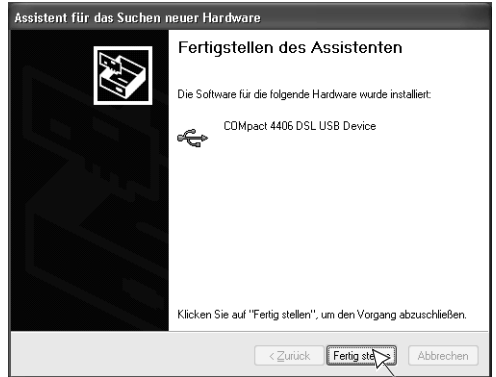 Assistent für das Suchen neuer Hardware
Fertigstellen des Assistenten
Die Software für die folgende Hardware wurde installiert:
COMpact 4406 DSL USB Device
Klicken Sie auf "Fertig stellen", um den Vorgang abzuschließen.
< Zurück Fertig Abbrechen